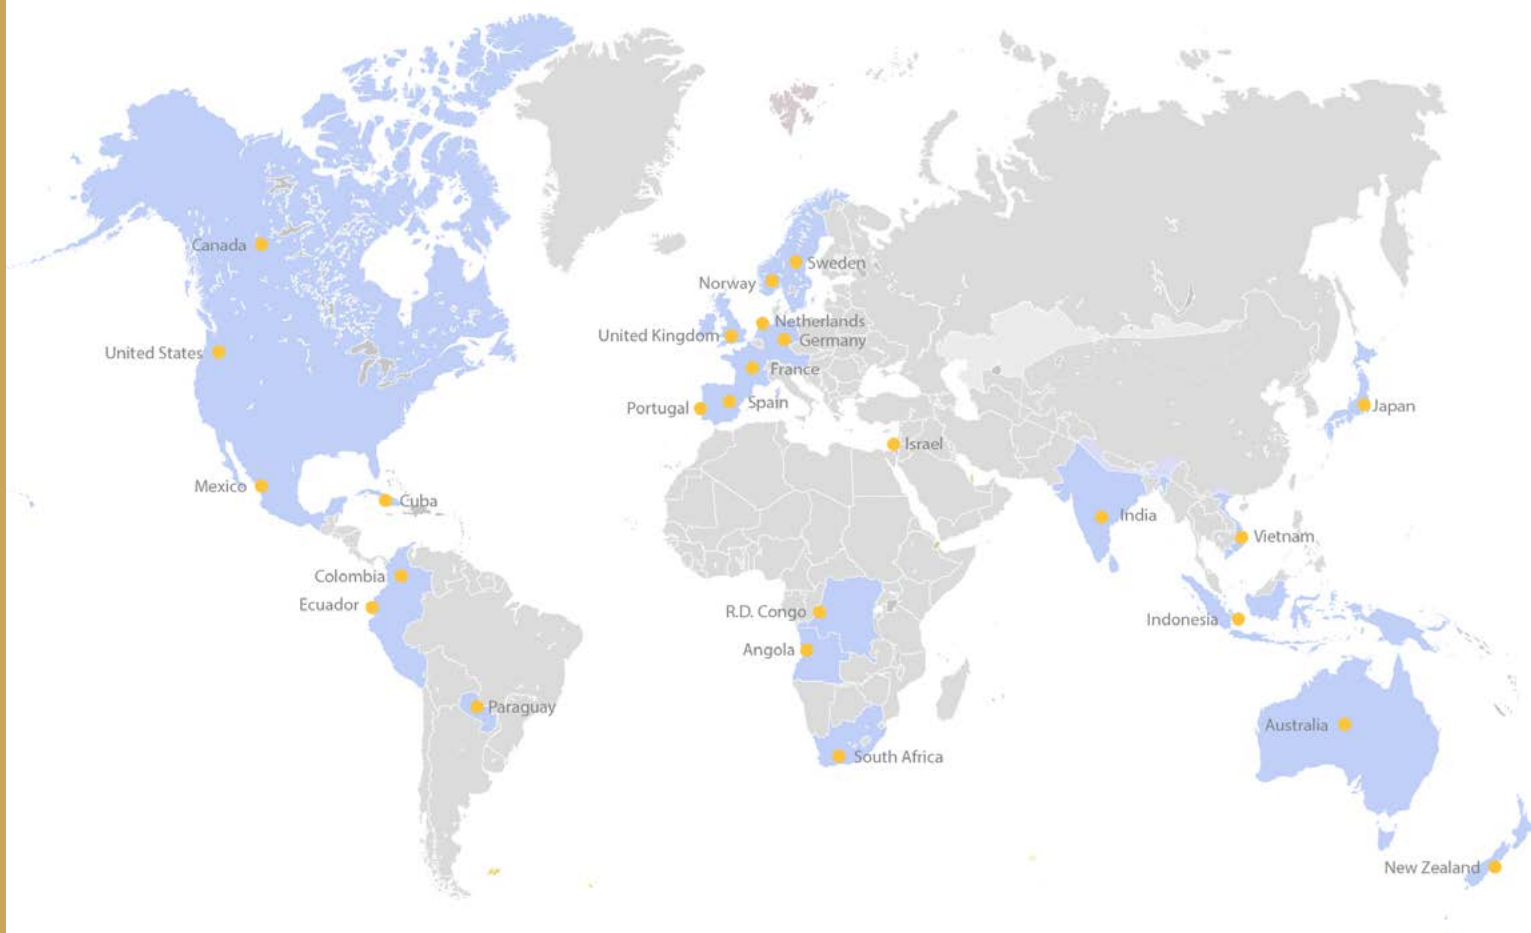 Canada
Sweden
Norway
Netherlands
United Kingdom
Germany
United States
France
Portugal
Spain
Japan
Israel
Mexico
Cuba
India
Vietnam
Colombia
Ecuador
R.D. Congo
Indonesia
Angola
Paraguay
Australia
South Africa
New Zealand